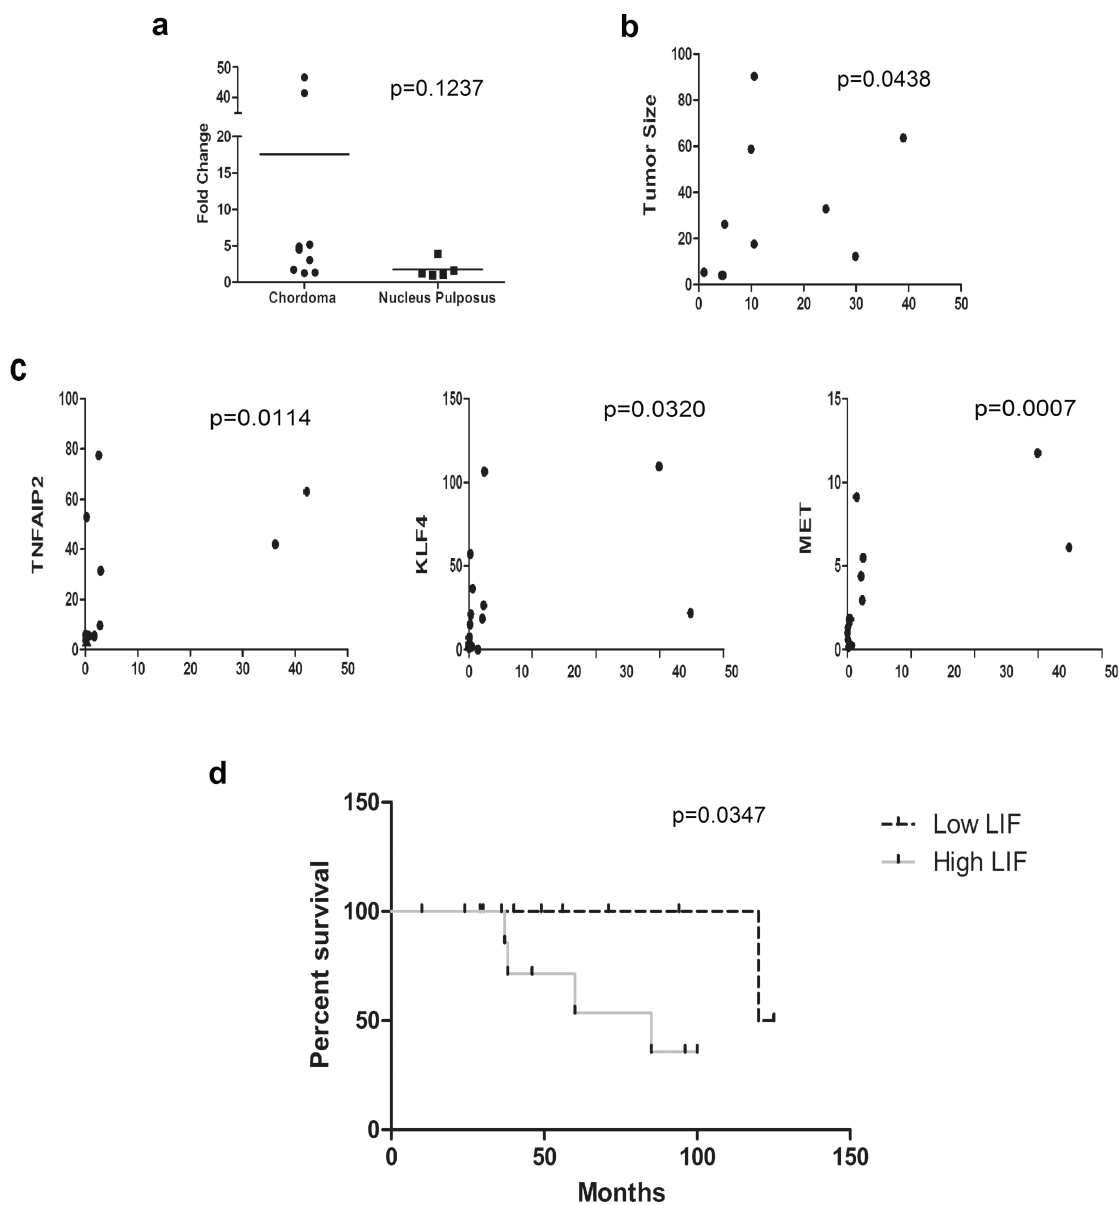 a
50
40
20
15
10
5
0
Fold Change
p=0.1237
Chordoma
Nucleus Pulposus
b
100
80
60
40
20
0
Tumor Size
p=0.0438
0 10 20 30 40 50
c
100
80
60
40
20
0
TNFAIP2
p=0.0114
0 10 20 30 40 50
150
100
50
0
KLF4
p=0.0320
0 10 20 30 40 50
15
10
5
0
MET
p=0.0007
0 10 20 30 40 50
d
150
100
50
0
Percent survival
p=0.0347
Low LIF
High LIF
0 50 100 150
Months